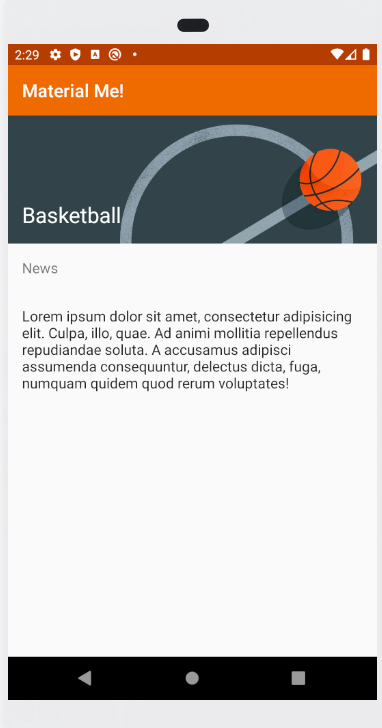 2:29
Material Me!
Basketball
News
Lorem ipsum dolor sit amet, consectetur adipisicing
elit. Culpa, illo, quae. Ad animi mollitia repellendus
repudiandae soluta. A accusamus adipisci
assumenda consequuntur, delectus dicta, fuga,
numquam quidem quod rerum voluptates!